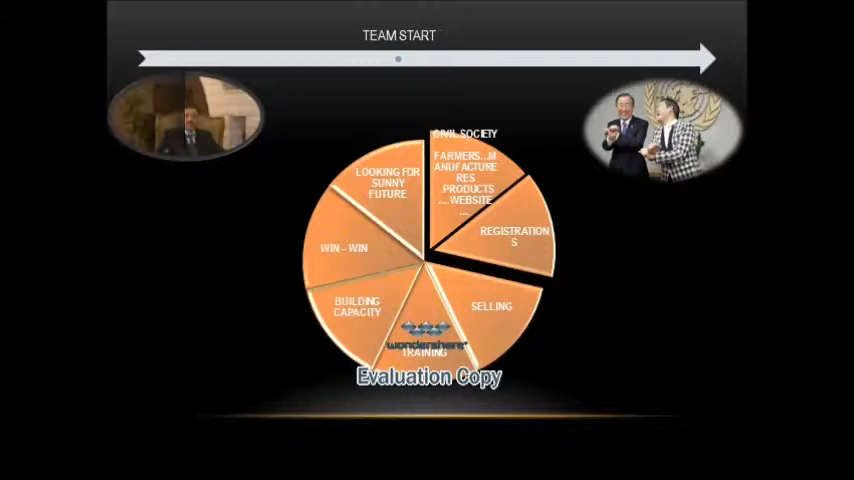 TEAM START
CIVIL SOCIETY
FARMERS...M
ANUFACTURE
RES
PRODUCTS
....WEBSITE
...
LOOKING FOR
SUNNY
FUTURE
REGISTRATION
S
WIN – WIN
BUILDING
CAPACITY
SELLING
wondershare
TRAINING
Evaluation Copy